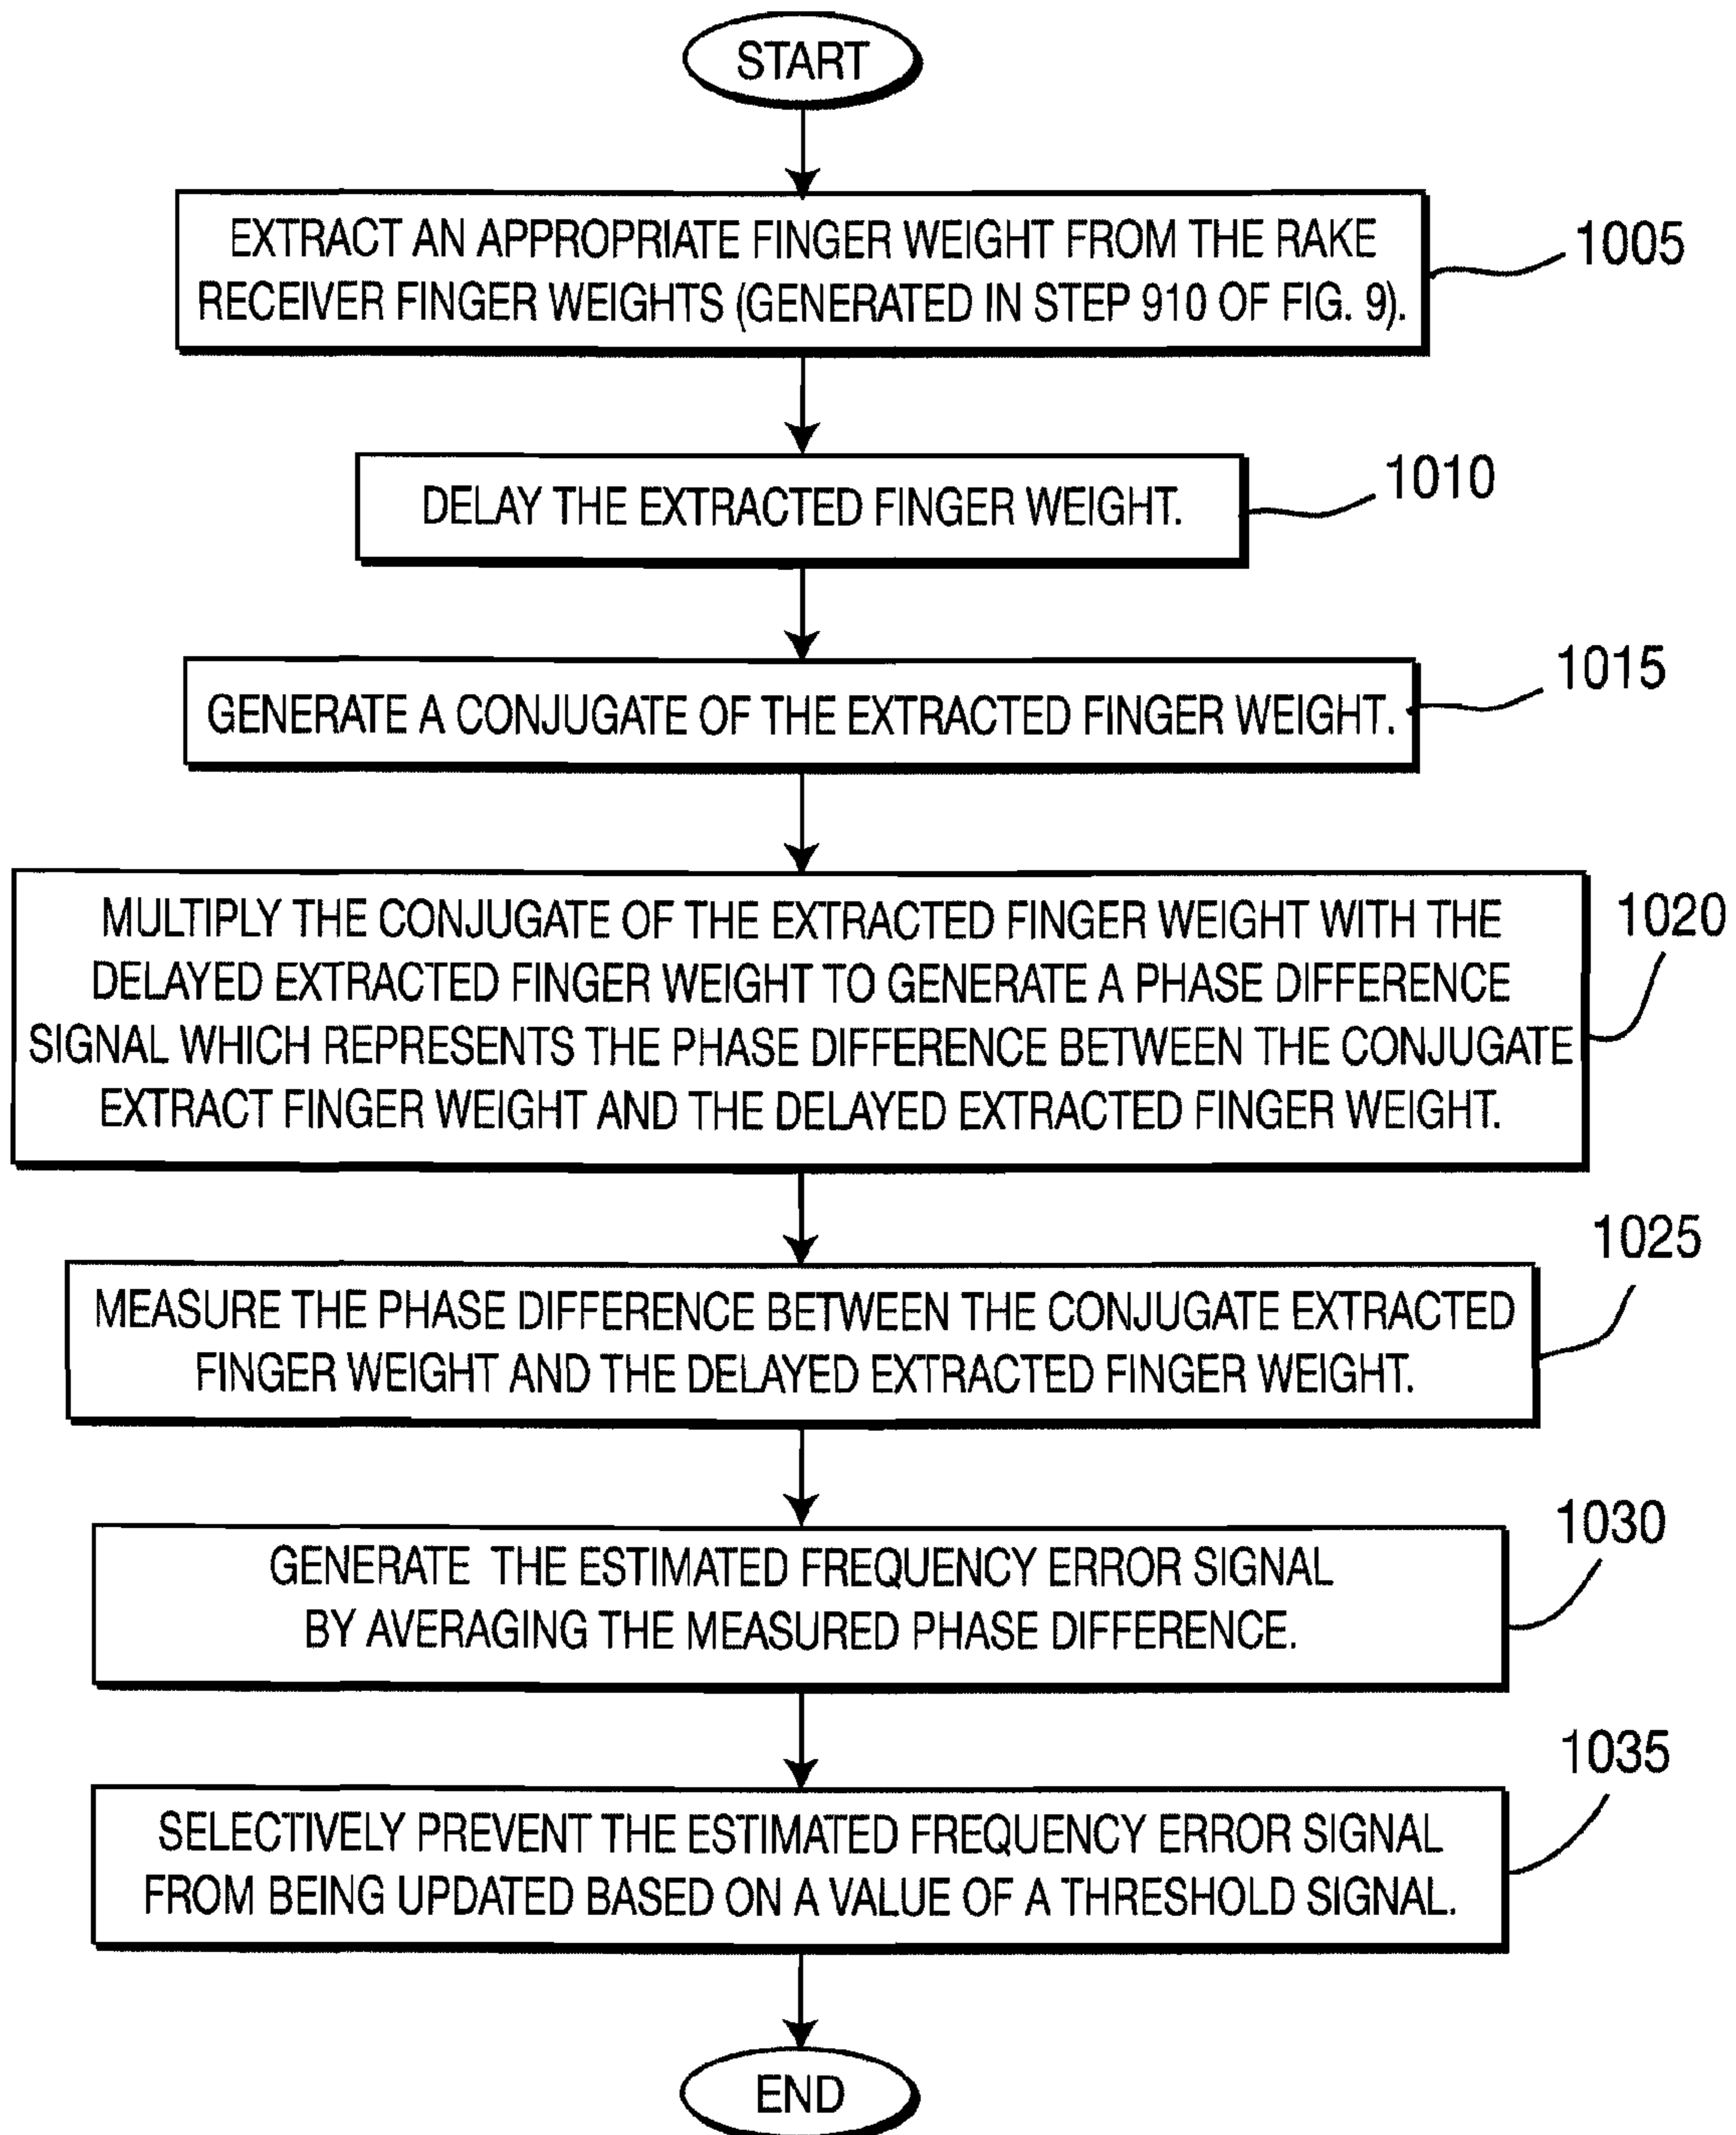 START
EXTRACT AN APPROPRIATE FINGER WEIGHT FROM THE RAKE
RECEIVER FINGER WEIGHTS (GENERATED IN STEP 910 OF FIG. 9).
1005
DELAY THE EXTRACTED FINGER WEIGHT.
1010
GENERATE A CONJUGATE OF THE EXTRACTED FINGER WEIGHT.
1015
MULTIPLY THE CONJUGATE OF THE EXTRACTED FINGER WEIGHT WITH THE
DELAYED EXTRACTED FINGER WEIGHT TO GENERATE A PHASE DIFFERENCE
SIGNAL WHICH REPRESENTS THE PHASE DIFFERENCE BETWEEN THE CONJUGATE
EXTRACT FINGER WEIGHT AND THE DELAYED EXTRACTED FINGER WEIGHT.
1020
MEASURE THE PHASE DIFFERENCE BETWEEN THE CONJUGATE EXTRACTED
FINGER WEIGHT AND THE DELAYED EXTRACTED FINGER WEIGHT.
1025
GENERATE THE ESTIMATED FREQUENCY ERROR SIGNAL
BY AVERAGING THE MEASURED PHASE DIFFERENCE.
1030
SELECTIVELY PREVENT THE ESTIMATED FREQUENCY ERROR SIGNAL
FROM BEING UPDATED BASED ON A VALUE OF A THRESHOLD SIGNAL.
1035
END